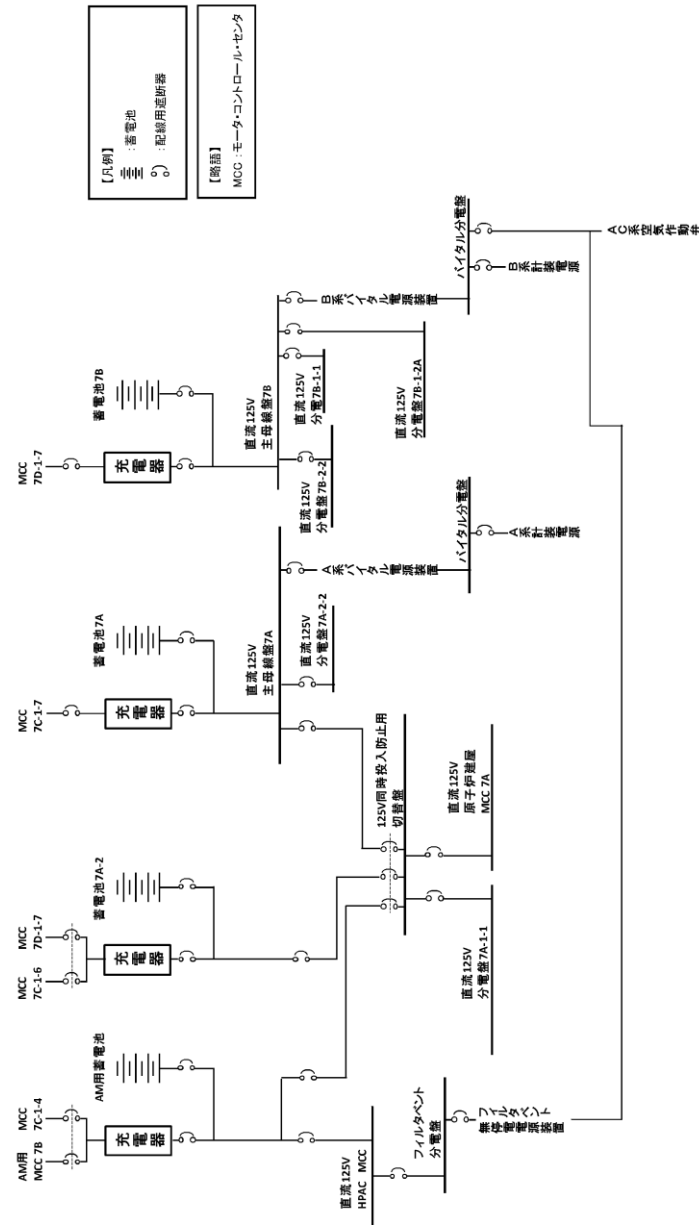 【凡例】
：蓄電池
：配線用遮断器
【略語】
MCC ：モータ・コントロール・センタ
AM用
MCC 7B
MCC
7C-1-4
充電器
AM用蓄電池
直流125V
HPAC MCC
フィルタベント
分電盤
フィルタベント
無停電電源装置
MCC
7C-1-6
MCC
7D-1-7
充電器
蓄電池7A-2
125V同時投入防止用
切替盤
直流125V
分電盤7A-1-1
直流125V
原子炉建屋
MCC 7A
MCC
7C-1-7
充電器
蓄電池7A
直流125V
主母線盤7A
直流125V
分電盤7A-2-2
A系バイタル電源装置
バイタル分電盤
A系計装電源
MCC
7D-1-7
充電器
蓄電池7B
直流125V
主母線盤7B
直流125V
分電盤7B-2-2
直流125V
分電7B-1-1
直流125V
分電盤7B-1-2A
B系バイタル電源装置
バイタル分電盤
B系計装電源
AC系空気作動弁